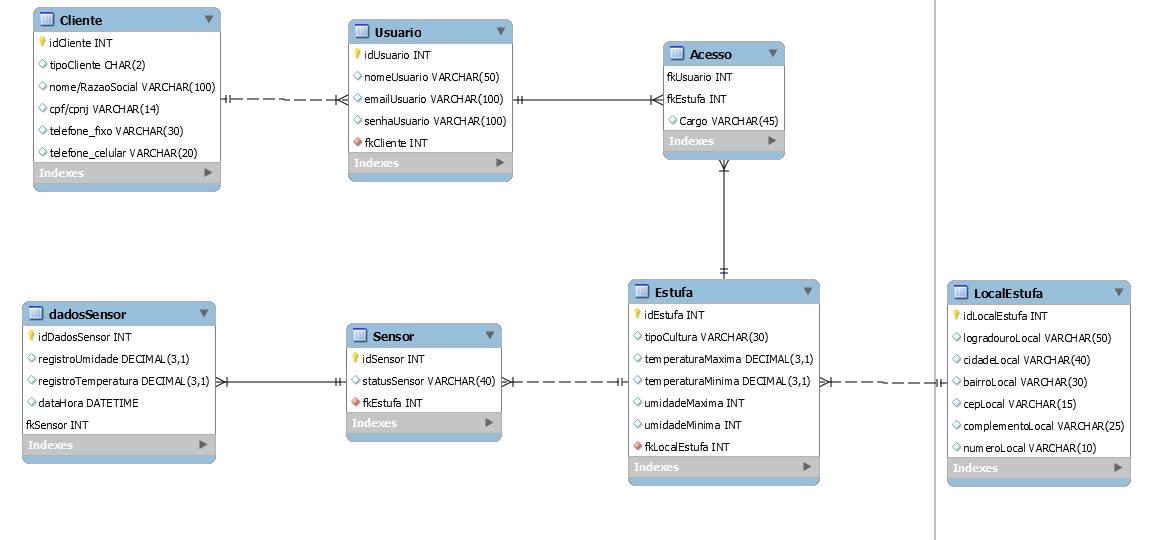 Cliente
idCliente INT
tipoCliente CHAR(2)
nome/RazaoSocial VARCHAR(100)
cpf/cpnj VARCHAR(14)
telefone_fixo VARCHAR(30)
telefone_celular VARCHAR(20)
Indexes
Usuario
idUsuario INT
nomeUsuario VARCHAR(50)
emailUsuario VARCHAR(100)
senhaUsuario VARCHAR(100)
fkCliente INT
Indexes
Acesso
fkUsuario INT
fkEstufa INT
Cargo VARCHAR(45)
Indexes
dadosSensor
idDadosSensor INT
registroUmidade DECIMAL(3,1)
registroTemperatura DECIMAL(3,1)
dataHora DATETIME
fkSensor INT
Indexes
Sensor
idSensor INT
statusSensor VARCHAR(40)
fkEstufa INT
Indexes
Estufa
idEstufa INT
tipoCultura VARCHAR(30)
temperaturaMaxima DECIMAL(3,1)
temperaturaMinima DECIMAL(3,1)
umidadeMaxima INT
umidadeMinima INT
fkLocalEstufa INT
Indexes
LocalEstufa
idLocalEstufa INT
logradouroLocal VARCHAR(50)
cidadeLocal VARCHAR(40)
bairroLocal VARCHAR(30)
cepLocal VARCHAR(15)
complementoLocal VARCHAR(25)
numeroLocal VARCHAR(10)
Indexes